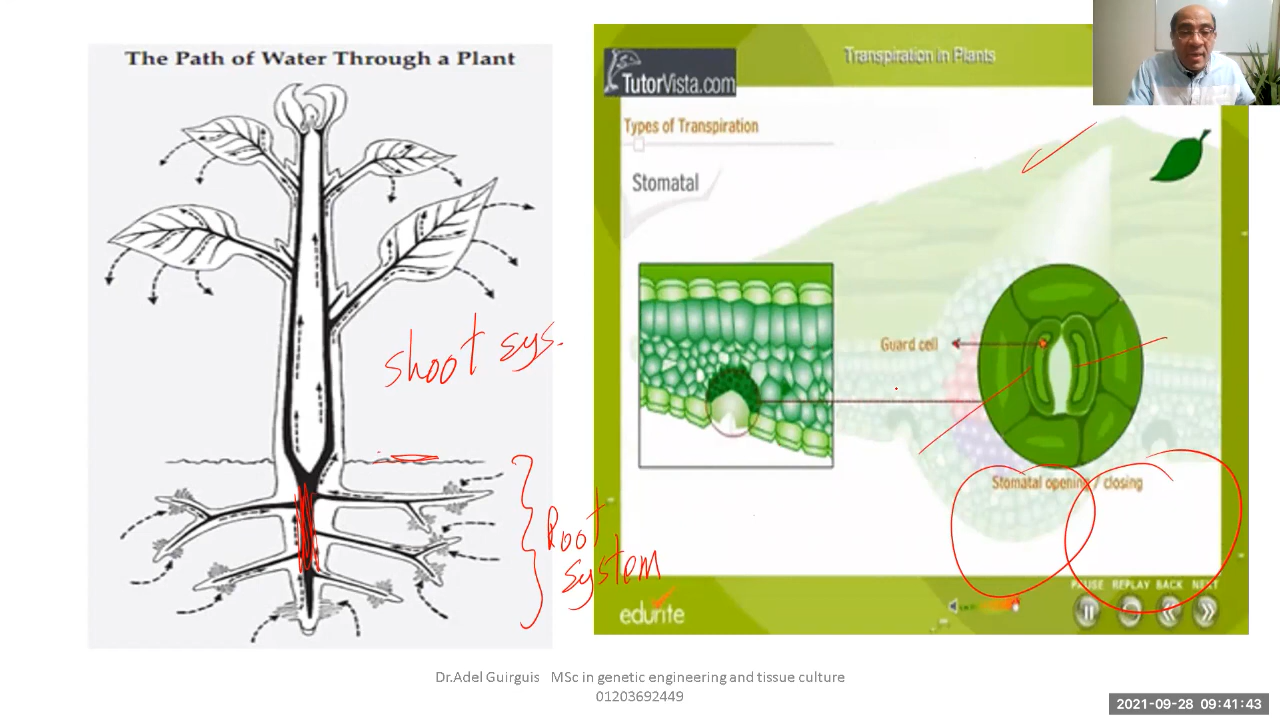 The Path of Water Through a Plant
shoot sys.
Root
system
TutorVista.com
Transpiration in Plants
Types of Transpiration
Stomatal
Guard cell
Stomatal opening / closing
PAUSE REPLAY BACK NEXT
edurite
Dr.Adel Guirguis MSc in genetic engineering and tissue culture
01203692449
2021-09-28 09:41:43